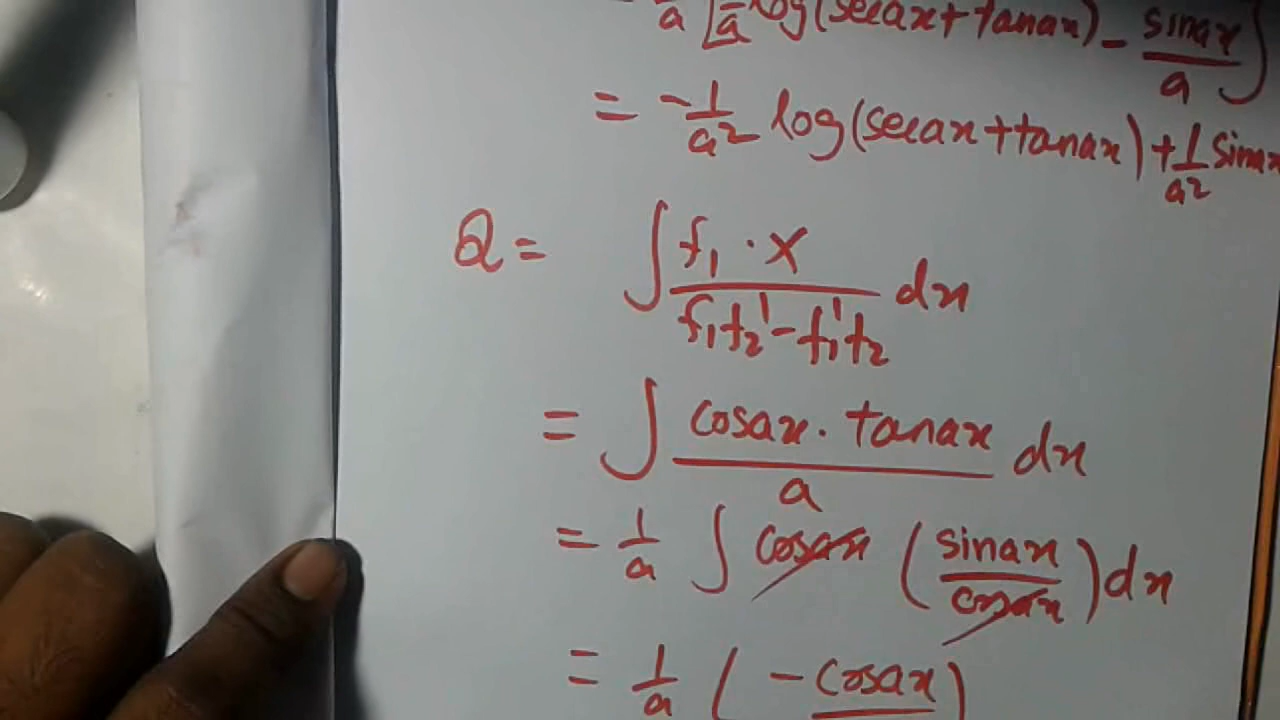 1/a [1/a log(secax+tanax) - sinax/a]
= -1/a² log(secax+tanax) + 1/a² sinax
Q = ∫ f₁·X / f₁f₂' - f₁'f₂ dx
= ∫ cosax · tanax / a dx
= 1/a ∫ cosax (sinax/cosax) dx
= 1/a ( -cosax )